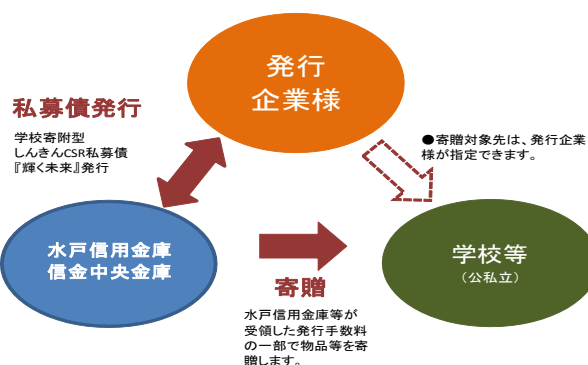 発行
企業様
私募債発行
学校寄附型
しんきんCSR私募債
『輝く未来』発行
●寄贈対象先は、発行企業
様が指定できます。
水戸信用金庫
信金中央金庫
学校等
（公私立）
寄贈
水戸信用金庫等が
受領した発行手数料
の一部で物品等を寄
贈します。